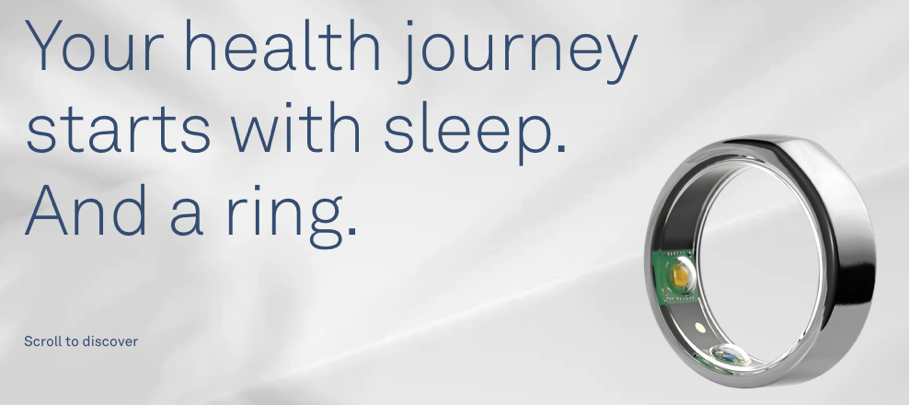 Your health journey
starts with sleep.
And a ring.
Scroll to discover